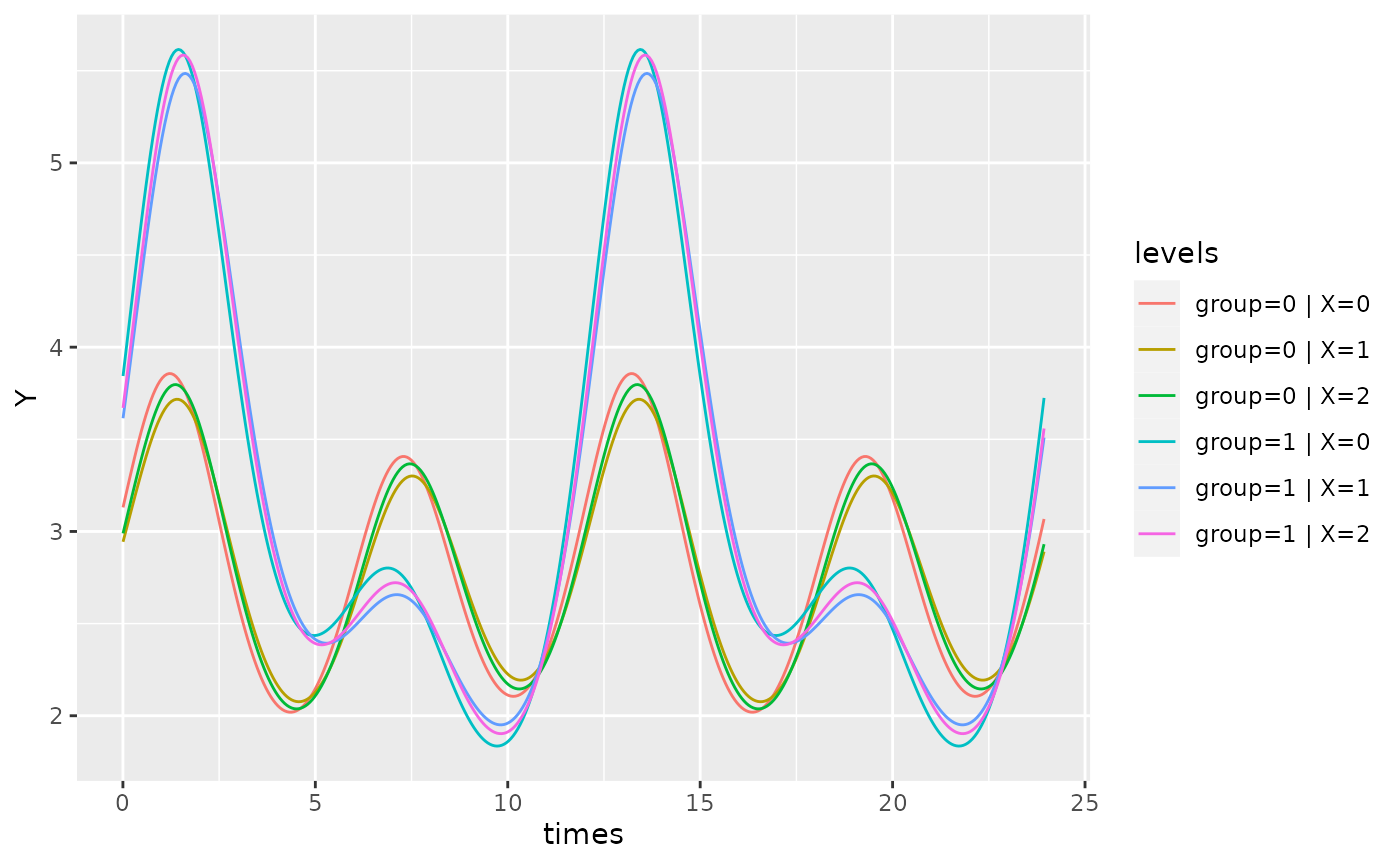 5
4
3
2
Y
0
5
10
15
20
25
times
levels
group=0 | X=0
group=0 | X=1
group=0 | X=2
group=1 | X=0
group=1 | X=1
group=1 | X=2